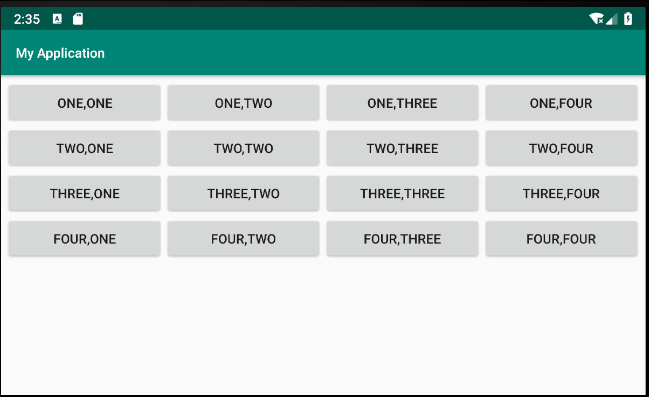 2:35
My Application
ONE,ONE ONE,TWO ONE,THREE ONE,FOUR
TWO,ONE TWO,TWO TWO,THREE TWO,FOUR
THREE,ONE THREE,TWO THREE,THREE THREE,FOUR
FOUR,ONE FOUR,TWO FOUR,THREE FOUR,FOUR